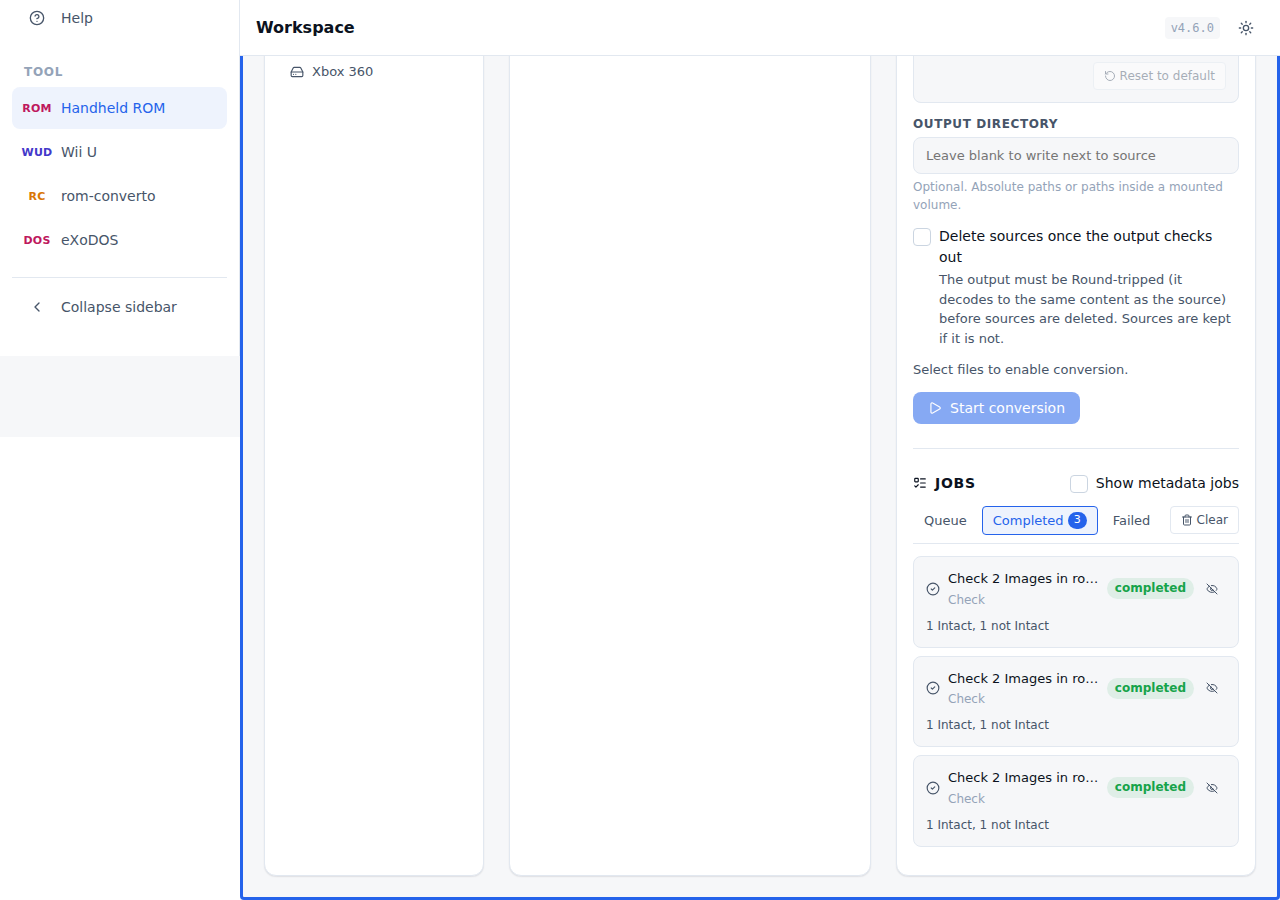 Help
TOOL
ROM Handheld ROM
WUD Wii U
RC rom-converto
DOS eXoDOS
Collapse sidebar
Workspace
v4.6.0
Xbox 360
Reset to default
OUTPUT DIRECTORY
Leave blank to write next to source
Optional. Absolute paths or paths inside a mounted
volume.
Delete sources once the output checks
out
The output must be Round-tripped (it
decodes to the same content as the source)
before sources are deleted. Sources are kept
if it is not.
Select files to enable conversion.
Start conversion
JOBS
Show metadata jobs
Queue Completed 3 Failed Clear
Check 2 Images in ro... completed
Check
1 Intact, 1 not Intact
Check 2 Images in ro... completed
Check
1 Intact, 1 not Intact
Check 2 Images in ro... completed
Check
1 Intact, 1 not Intact